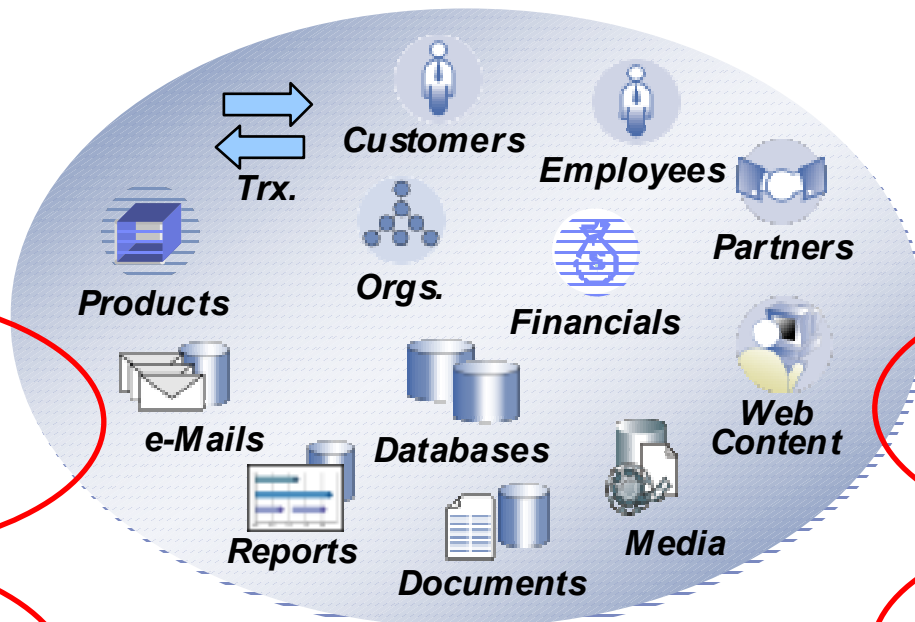 Customers
Employees
Trx.
Partners
Orgs.
Products
Financials
Web
Content
e-Mails
Databases
Reports
Media
Documents